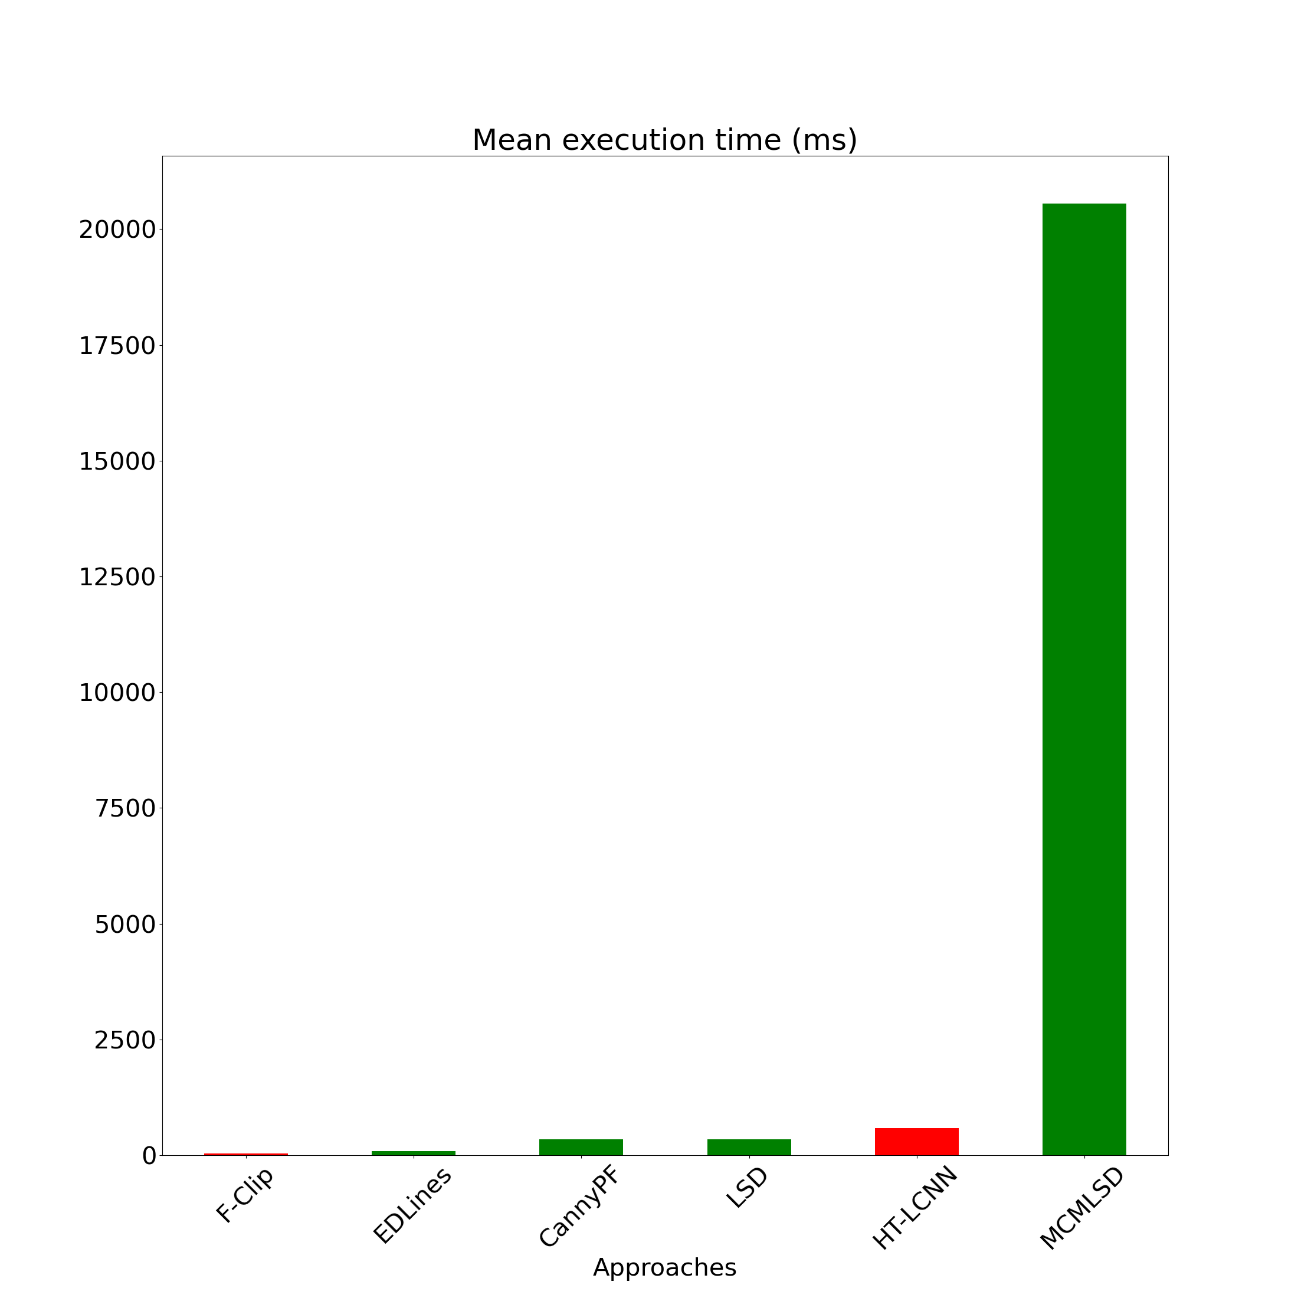 Mean execution time (ms)
20000
17500
15000
12500
10000
7500
5000
2500
0
F-Clip
EDLines
CannyPF
LSD
HT-LCNN
MCMLSD
Approaches